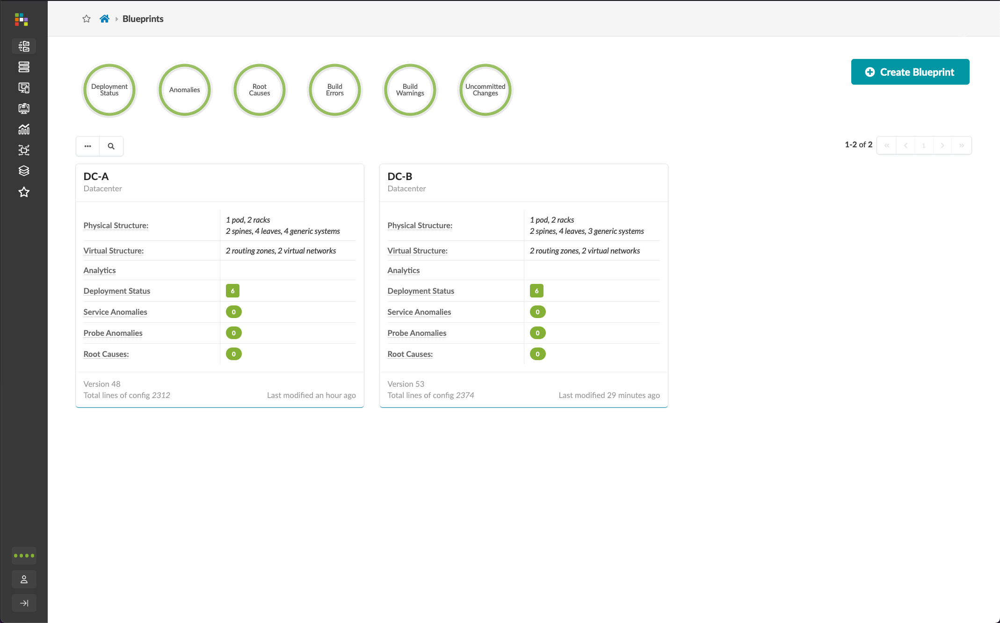 Blueprints
Deployment
Status
Anomalies
Root
Causes
Build
Errors
Build
Warnings
Uncommitted
Changes
Create Blueprint
1-2 of 2
1
DC-A
Datacenter
Physical Structure:
1 pod, 2 racks
2 spines, 4 leaves, 4 generic systems
Virtual Structure:
2 routing zones, 2 virtual networks
Analytics
Deployment Status
6
Service Anomalies
0
Probe Anomalies
0
Root Causes:
0
Version 48
Total lines of config 2312
Last modified an hour ago
DC-B
Datacenter
Physical Structure:
1 pod, 2 racks
2 spines, 4 leaves, 3 generic systems
Virtual Structure:
2 routing zones, 2 virtual networks
Analytics
Deployment Status
6
Service Anomalies
0
Probe Anomalies
0
Root Causes:
0
Version 53
Total lines of config 2374
Last modified 29 minutes ago